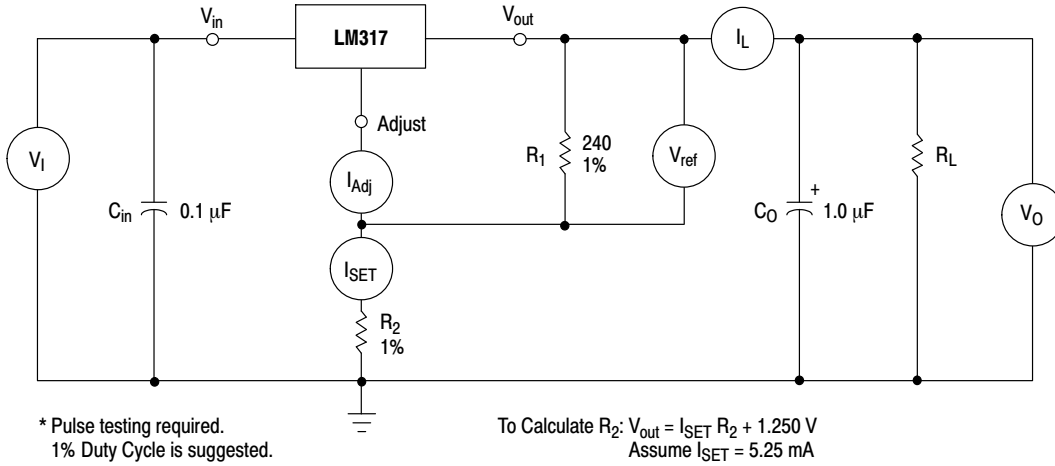 V_in
LM317
V_out
I_L
Adjust
V_I
C_in
0.1 μF
I_Adj
R_1
240
1%
V_ref
C_O
+
1.0 μF
R_L
V_O
I_SET
R_2
1%
* Pulse testing required.
1% Duty Cycle is suggested.
To Calculate R_2: V_out = I_SET R_2 + 1.250 V
Assume I_SET = 5.25 mA